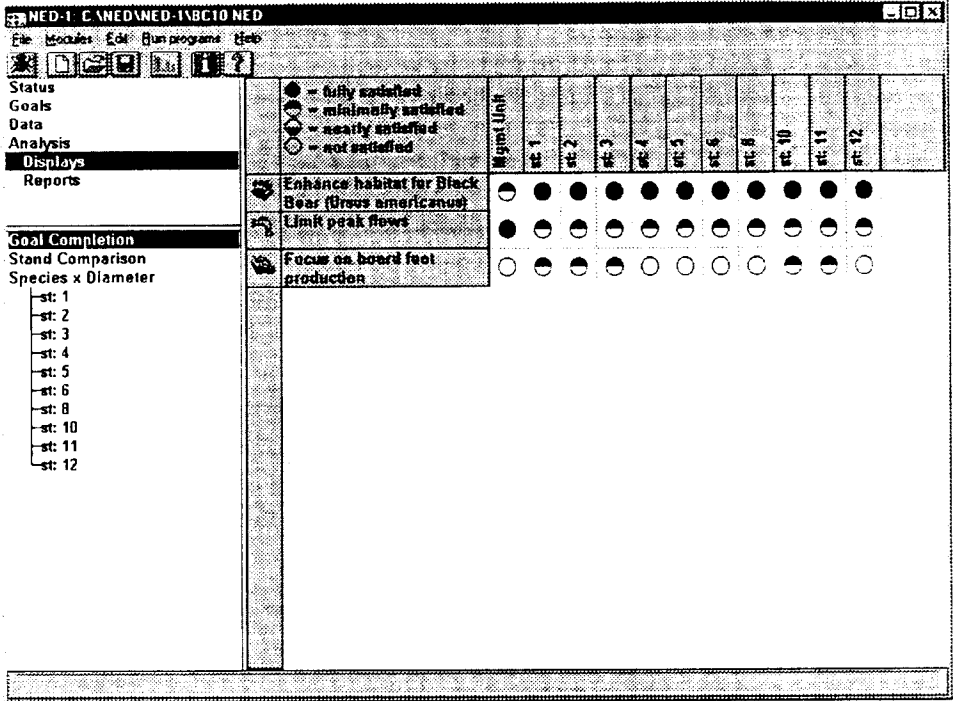 NED-1: C:\NED\NED-1\BC10.NED
File Modules Edit Run programs Help
Status
Goals
Data
Analysis
Displays
Reports
Goal Completion
Stand Comparison
Species x Diameter
st: 1
st: 2
st: 3
st: 4
st: 5
st: 6
st: 8
st: 10
st: 11
st: 12
= fully satisfied
= minimally satisfied
= nearly satisfied
= not satisfied
Mgmt Unit
st: 1
st: 2
st: 3
st: 4
st: 5
st: 6
st: 8
st: 10
st: 11
st: 12
Enhance habitat for Black
Bear (Ursus americanus)
Limit peak flows
Focus on board foot
production